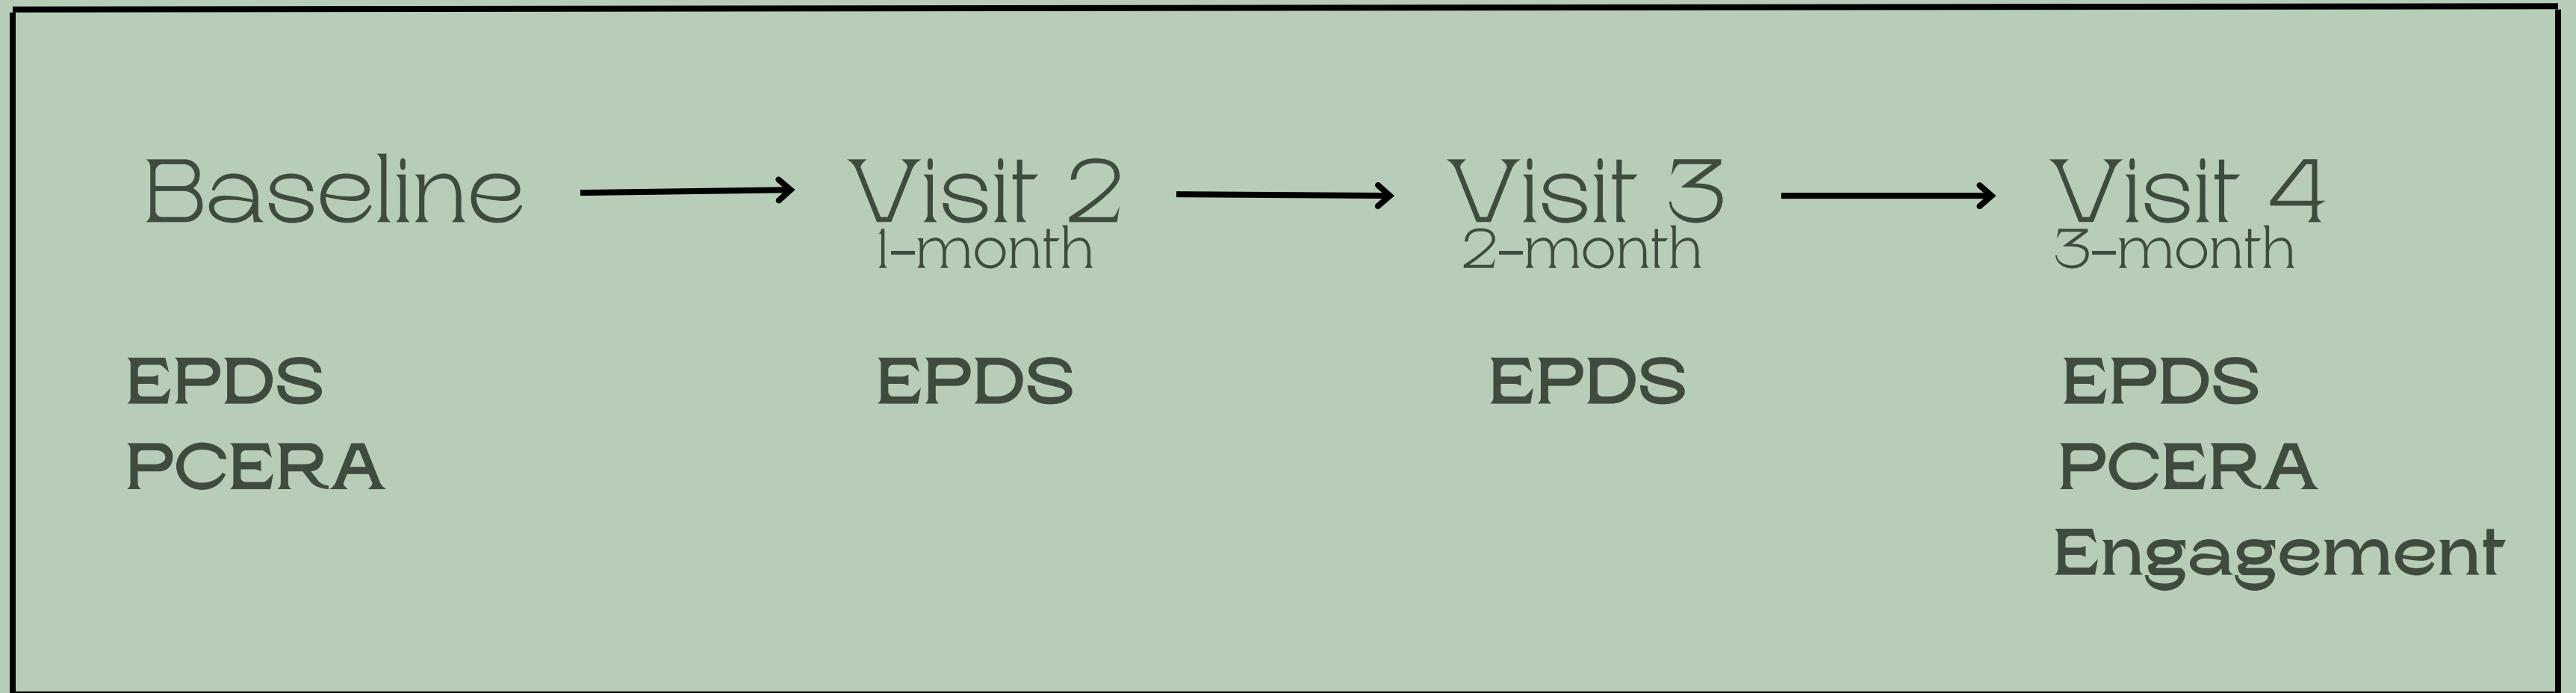 Baseline
Visit 2
1-month
Visit 3
2-month
Visit 4
3-month
EPDS
PCERA
EPDS
EPDS
EPDS
PCERA
Engagement